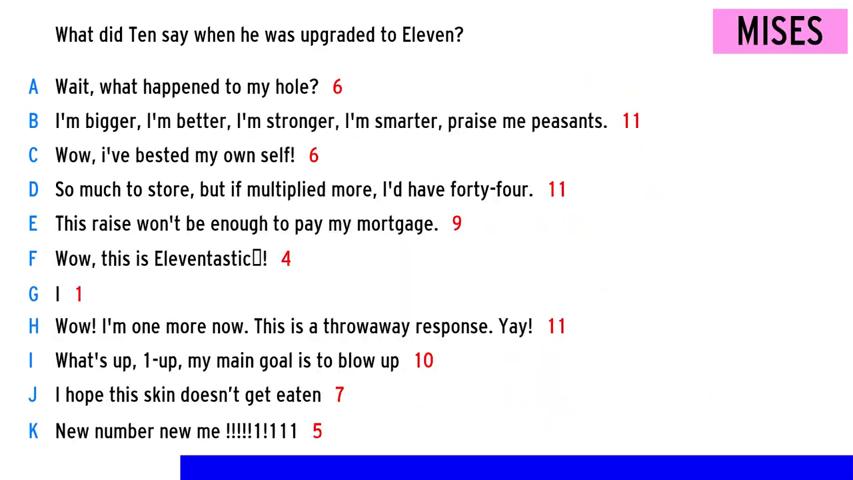 What did Ten say when he was upgraded to Eleven?
MISES
A Wait, what happened to my hole? 6
B I'm bigger, I'm better, I'm stronger, I'm smarter, praise me peasants. 11
C Wow, i've bested my own self! 6
D So much to store, but if multiplied more, I'd have forty-four. 11
E This raise won't be enough to pay my mortgage. 9
F Wow, this is Eleventastic▯! 4
G I 1
H Wow! I'm one more now. This is a throwaway response. Yay! 11
I What's up, 1-up, my main goal is to blow up 10
J I hope this skin doesn’t get eaten 7
K New number new me !!!!!1!111 5